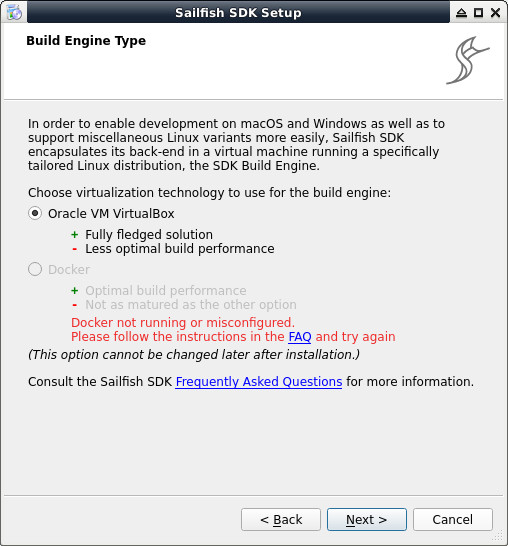 Sailfish SDK Setup
Build Engine Type
In order to enable development on macOS and Windows as well as to
support miscellaneous Linux variants more easily, Sailfish SDK
encapsulates its back-end in a virtual machine running a specifically
tailored Linux distribution, the SDK Build Engine.
Choose virtualization technology to use for the build engine:
Oracle VM VirtualBox
+ Fully fledged solution
- Less optimal build performance
Docker
+ Optimal build performance
- Not as matured as the other option
Docker not running or misconfigured.
Please follow the instructions in the FAQ and try again
(This option cannot be changed later after installation.)
Consult the Sailfish SDK Frequently Asked Questions for more information.
< Back Next > Cancel